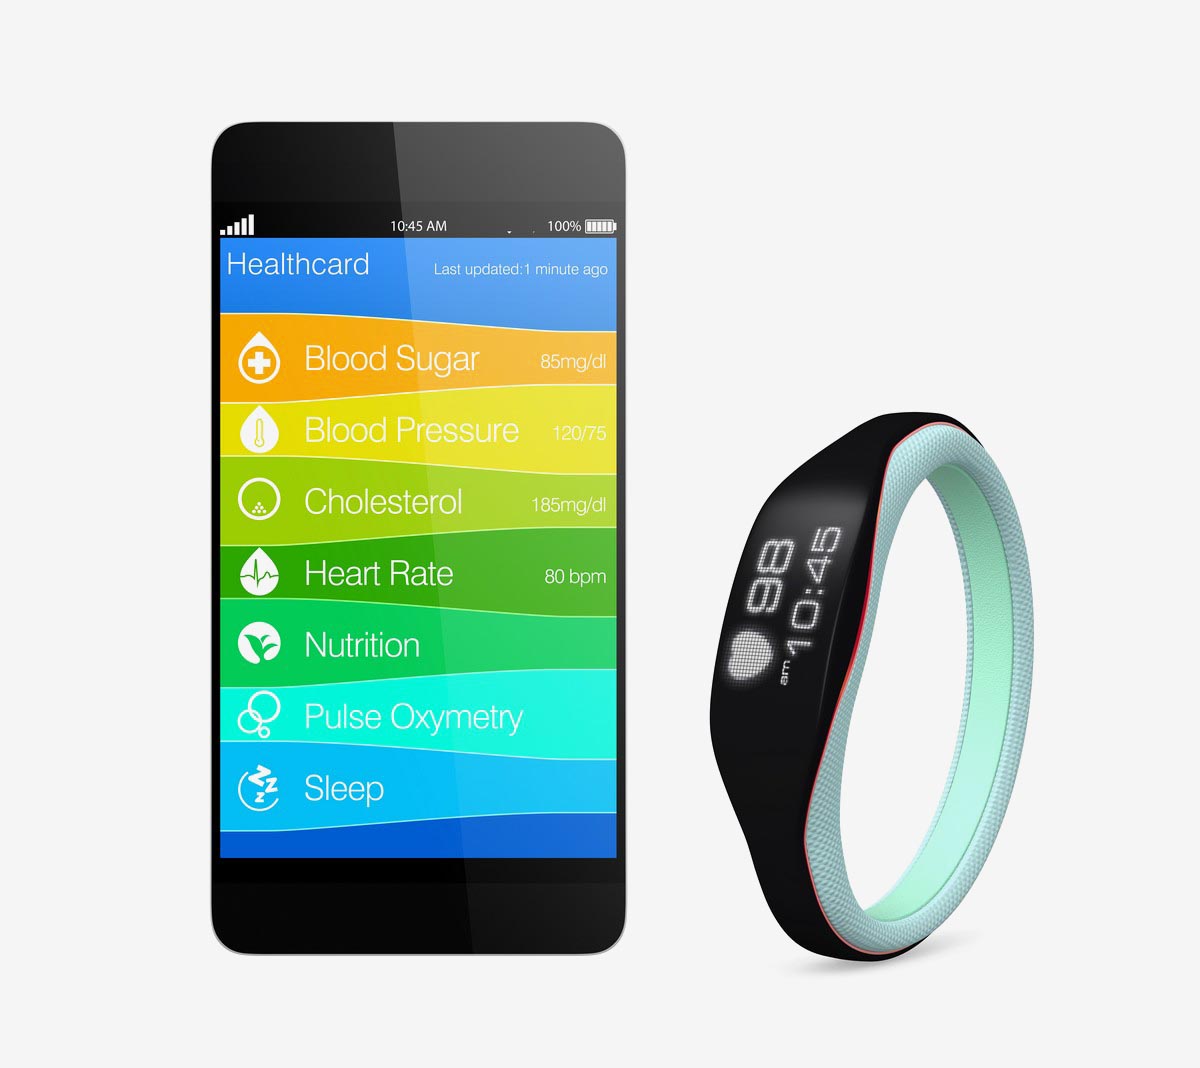 10:45 AM
100%
Healthcard
Last updated:1 minute ago
Blood Sugar
85mg/dl
Blood Pressure
120/75
Cholesterol
185mg/dl
Heart Rate
80 bpm
Nutrition
Pulse Oxymetry
Sleep
98
am 10:45